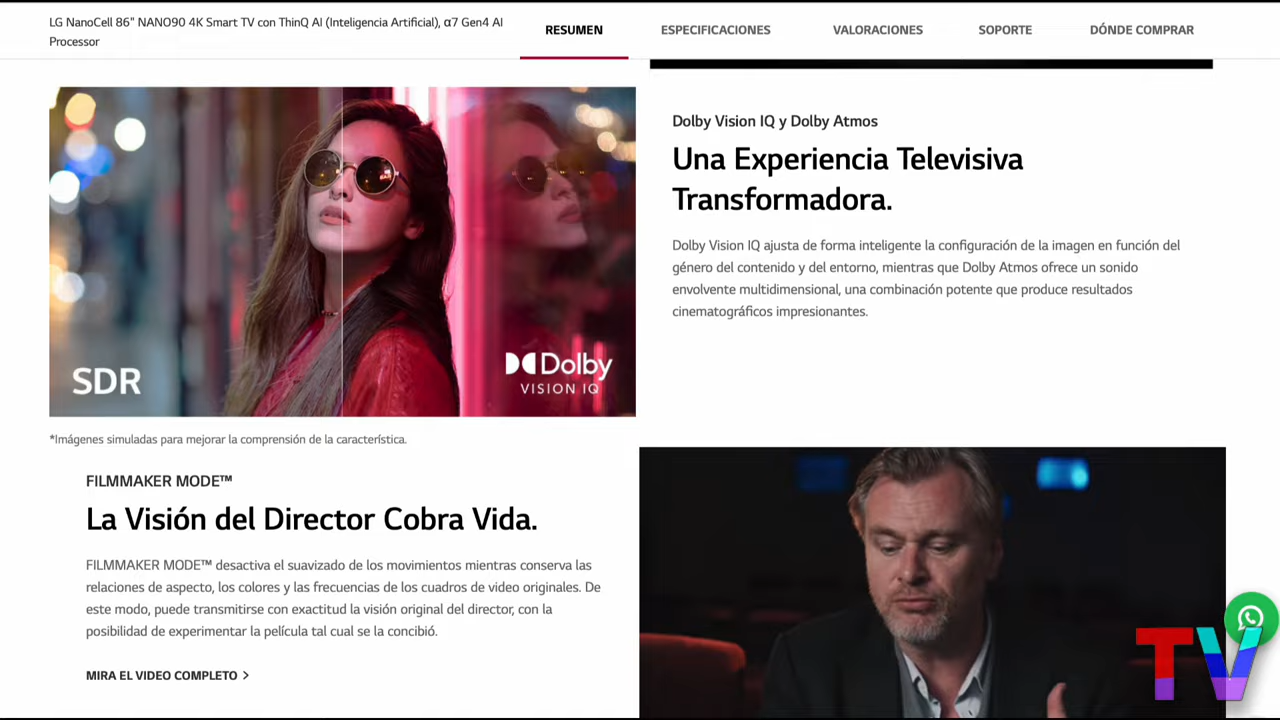 LG NanoCell 86" NANO90 4K Smart TV con ThinQ AI (Inteligencia Artificial), α7 Gen4 AI
Processor
RESUMEN
ESPECIFICACIONES
VALORACIONES
SOPORTE
DÓNDE COMPRAR
SDR
Dolby
VISION IQ
*Imágenes simuladas para mejorar la comprensión de la característica.
Dolby Vision IQ y Dolby Atmos
Una Experiencia Televisiva
Transformadora.
Dolby Vision IQ ajusta de forma inteligente la configuración de la imagen en función del
género del contenido y del entorno, mientras que Dolby Atmos ofrece un sonido
envolvente multidimensional, una combinación potente que produce resultados
cinematográficos impresionantes.
FILMMAKER MODE™
La Visión del Director Cobra Vida.
FILMMAKER MODE™ desactiva el suavizado de los movimientos mientras conserva las
relaciones de aspecto, los colores y las frecuencias de los cuadros de video originales. De
este modo, puede transmitirse con exactitud la visión original del director, con la
posibilidad de experimentar la película tal cual se la concibió.
MIRA EL VIDEO COMPLETO >
TV